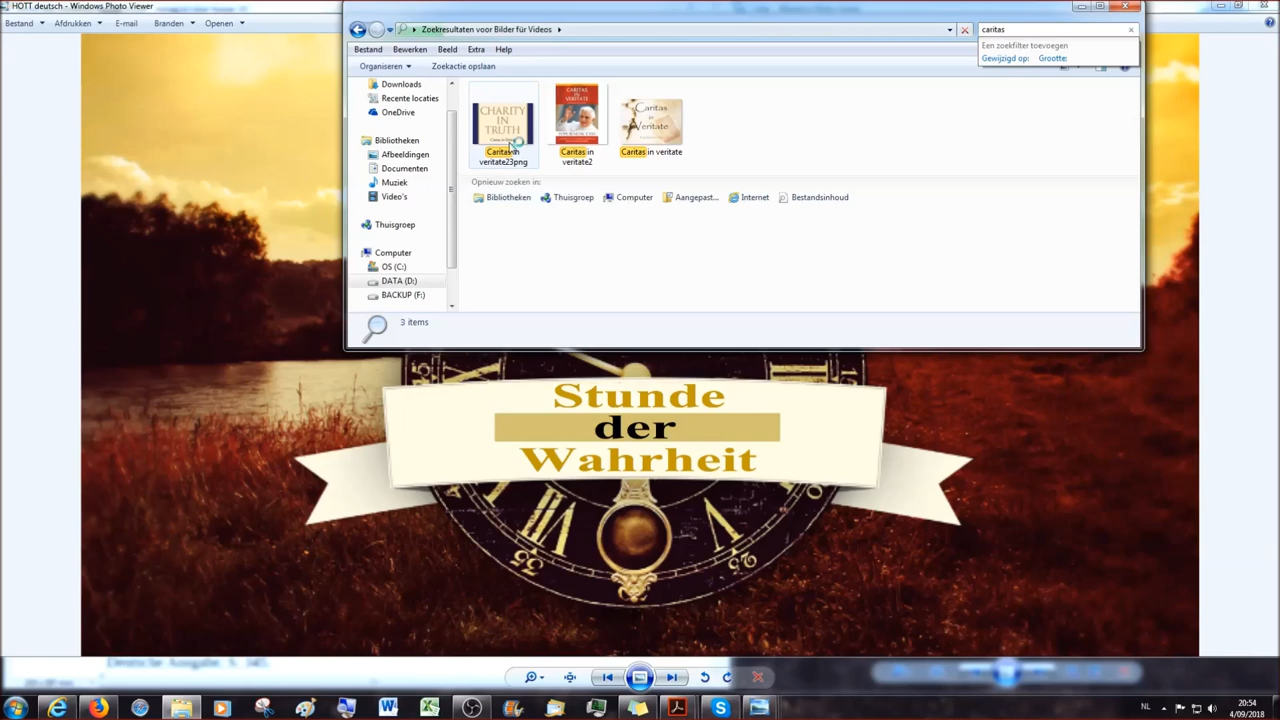 HOTT deutsch - Windows Photo Viewer
Bestand Afdrukken E-mail Branden Openen
Zoekresultaten voor Bilder für Videos
caritas
Een zoekfilter toevoegen
Gewijzigd op: Grootte:
Bestand Bewerken Beeld Extra Help
Organiseren Zoekactie opslaan
Downloads
Recente locaties
OneDrive
Bibliotheken
Afbeeldingen
Documenten
Muziek
Video's
Thuisgroep
Computer
OS (C:)
DATA (D:)
BACKUP (F:)
CHARITY
IN
TRUTH
CARITAS
VERITATE
Caritas
Veritate
Caritas in
veritate23png
Caritas in
veritate2
Caritas in veritate
Opnieuw zoeken in:
Bibliotheken Thuisgroep Computer Aangepast... Internet Bestandsinhoud
3 items
Stunde
der
Wahrheit
Deutsche Ausgabe: S. 145.
NL
20:54
4/09/2018